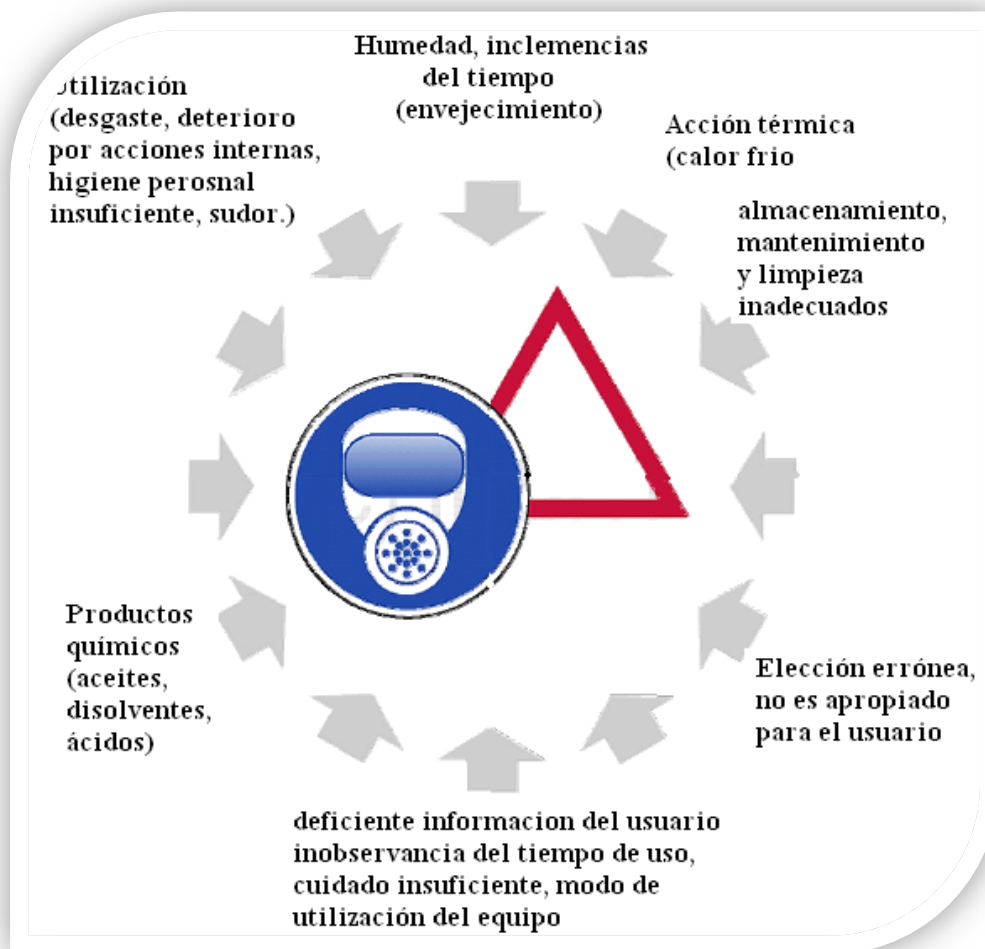 Humedad, inclemencias
del tiempo
(envejecimiento)
Utilización
(desgaste, deterioro
por acciones internas,
higiene perosnal
insuficiente, sudor.)
Acción térmica
(calor frio
almacenamiento,
mantenimiento
y limpieza
inadecuados
Productos
químicos
(aceites,
disolventes,
ácidos)
Elección errónea,
no es apropiado
para el usuario
deficiente informacion del usuario
inobservancia del tiempo de uso,
cuidado insuficiente, modo de
utilización del equipo